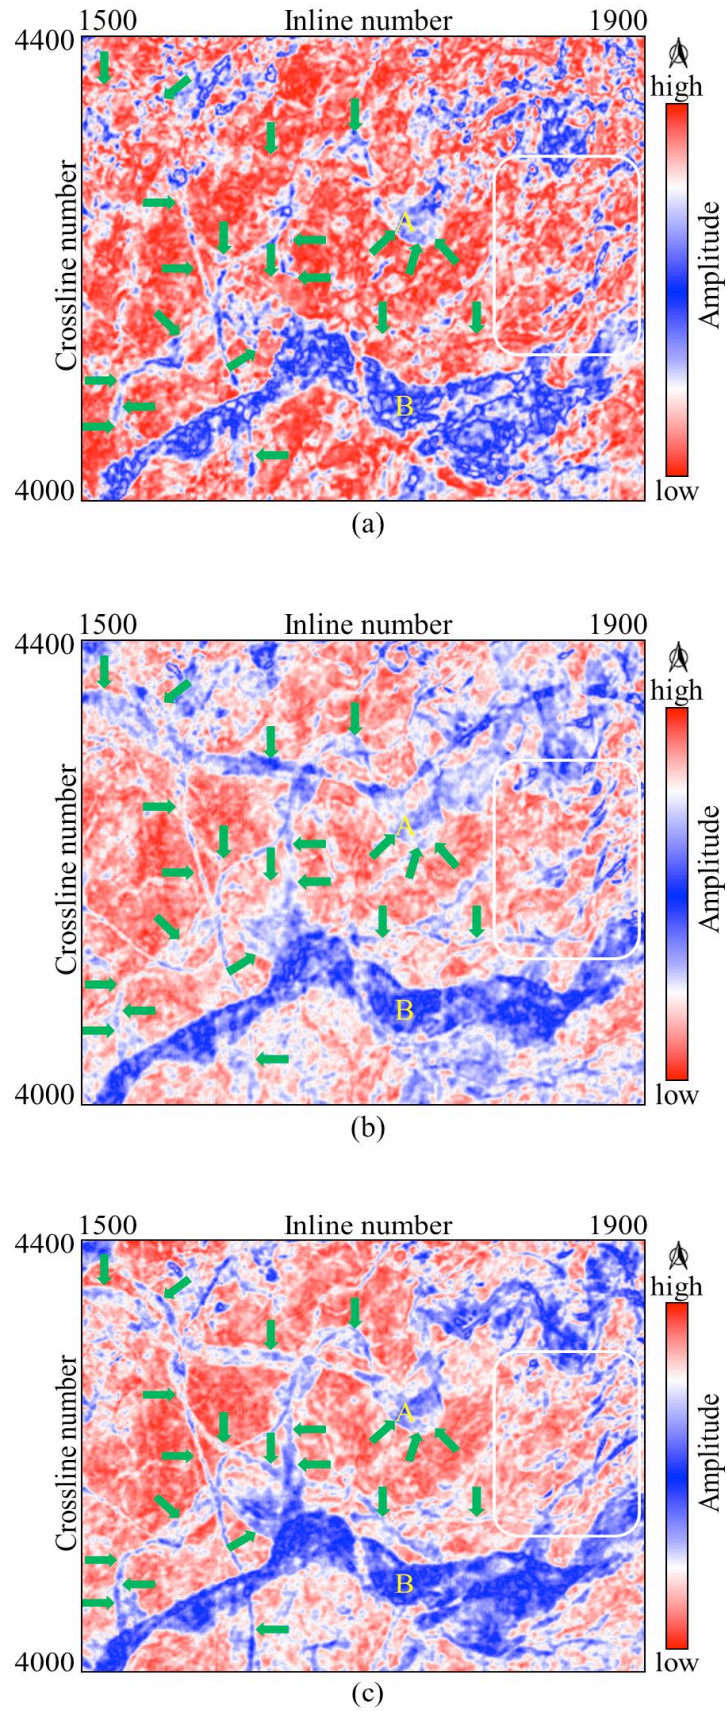 1500 Inline number 1900
4400
high
Crossline number
Amplitude
A
B
4000
low
(a)
1500 Inline number 1900
4400
high
Crossline number
Amplitude
A
B
4000
low
(b)
1500 Inline number 1900
4400
high
Crossline number
Amplitude
A
B
4000
low
(c)